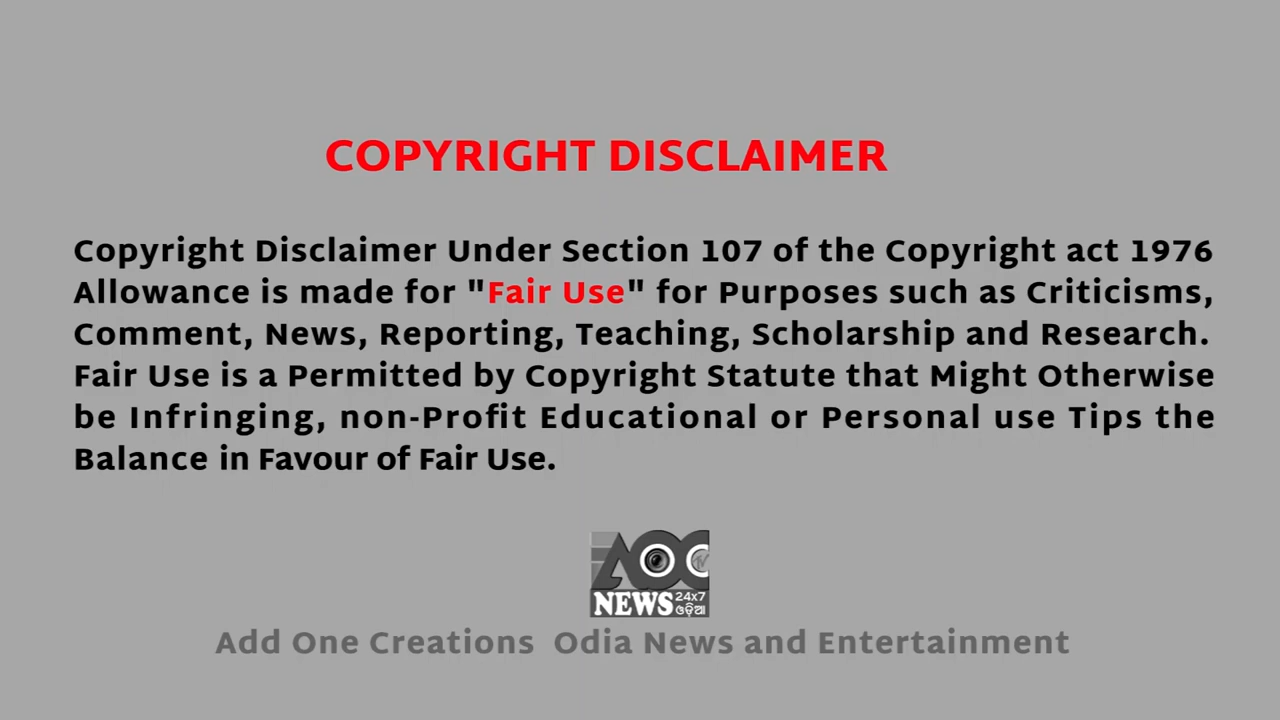 COPYRIGHT DISCLAIMER
Copyright Disclaimer Under Section 107 of the Copyright act 1976
Allowance is made for "Fair Use" for Purposes such as Criticisms,
Comment, News, Reporting, Teaching, Scholarship and Research.
Fair Use is a Permitted by Copyright Statute that Might Otherwise
be Infringing, non-Profit Educational or Personal use Tips the
Balance in Favour of Fair Use.
AOC
TV
NEWS 24x7
ଓଡ଼ିଆ
Add One Creations Odia News and Entertainment